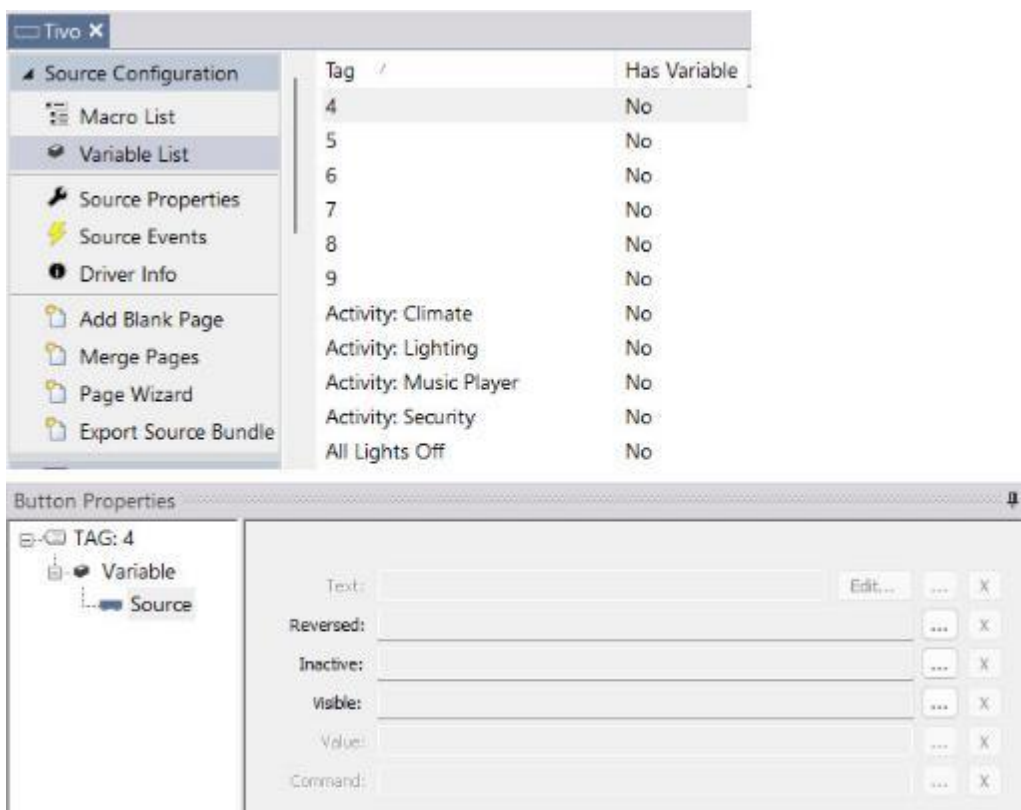 Tivo X
Source Configuration
Macro List
Variable List
Source Properties
Source Events
Driver Info
Add Blank Page
Merge Pages
Page Wizard
Export Source Bundle
Tag Has Variable
4 No
5 No
6 No
7 No
8 No
9 No
Activity: Climate No
Activity: Lighting No
Activity: Music Player No
Activity: Security No
All Lights Off No
Button Properties
TAG: 4
Variable
Source
Text: Edit... ... X
Reversed: ... X
Inactive: ... X
Visible: ... X
Value: ... X
Command: ... X